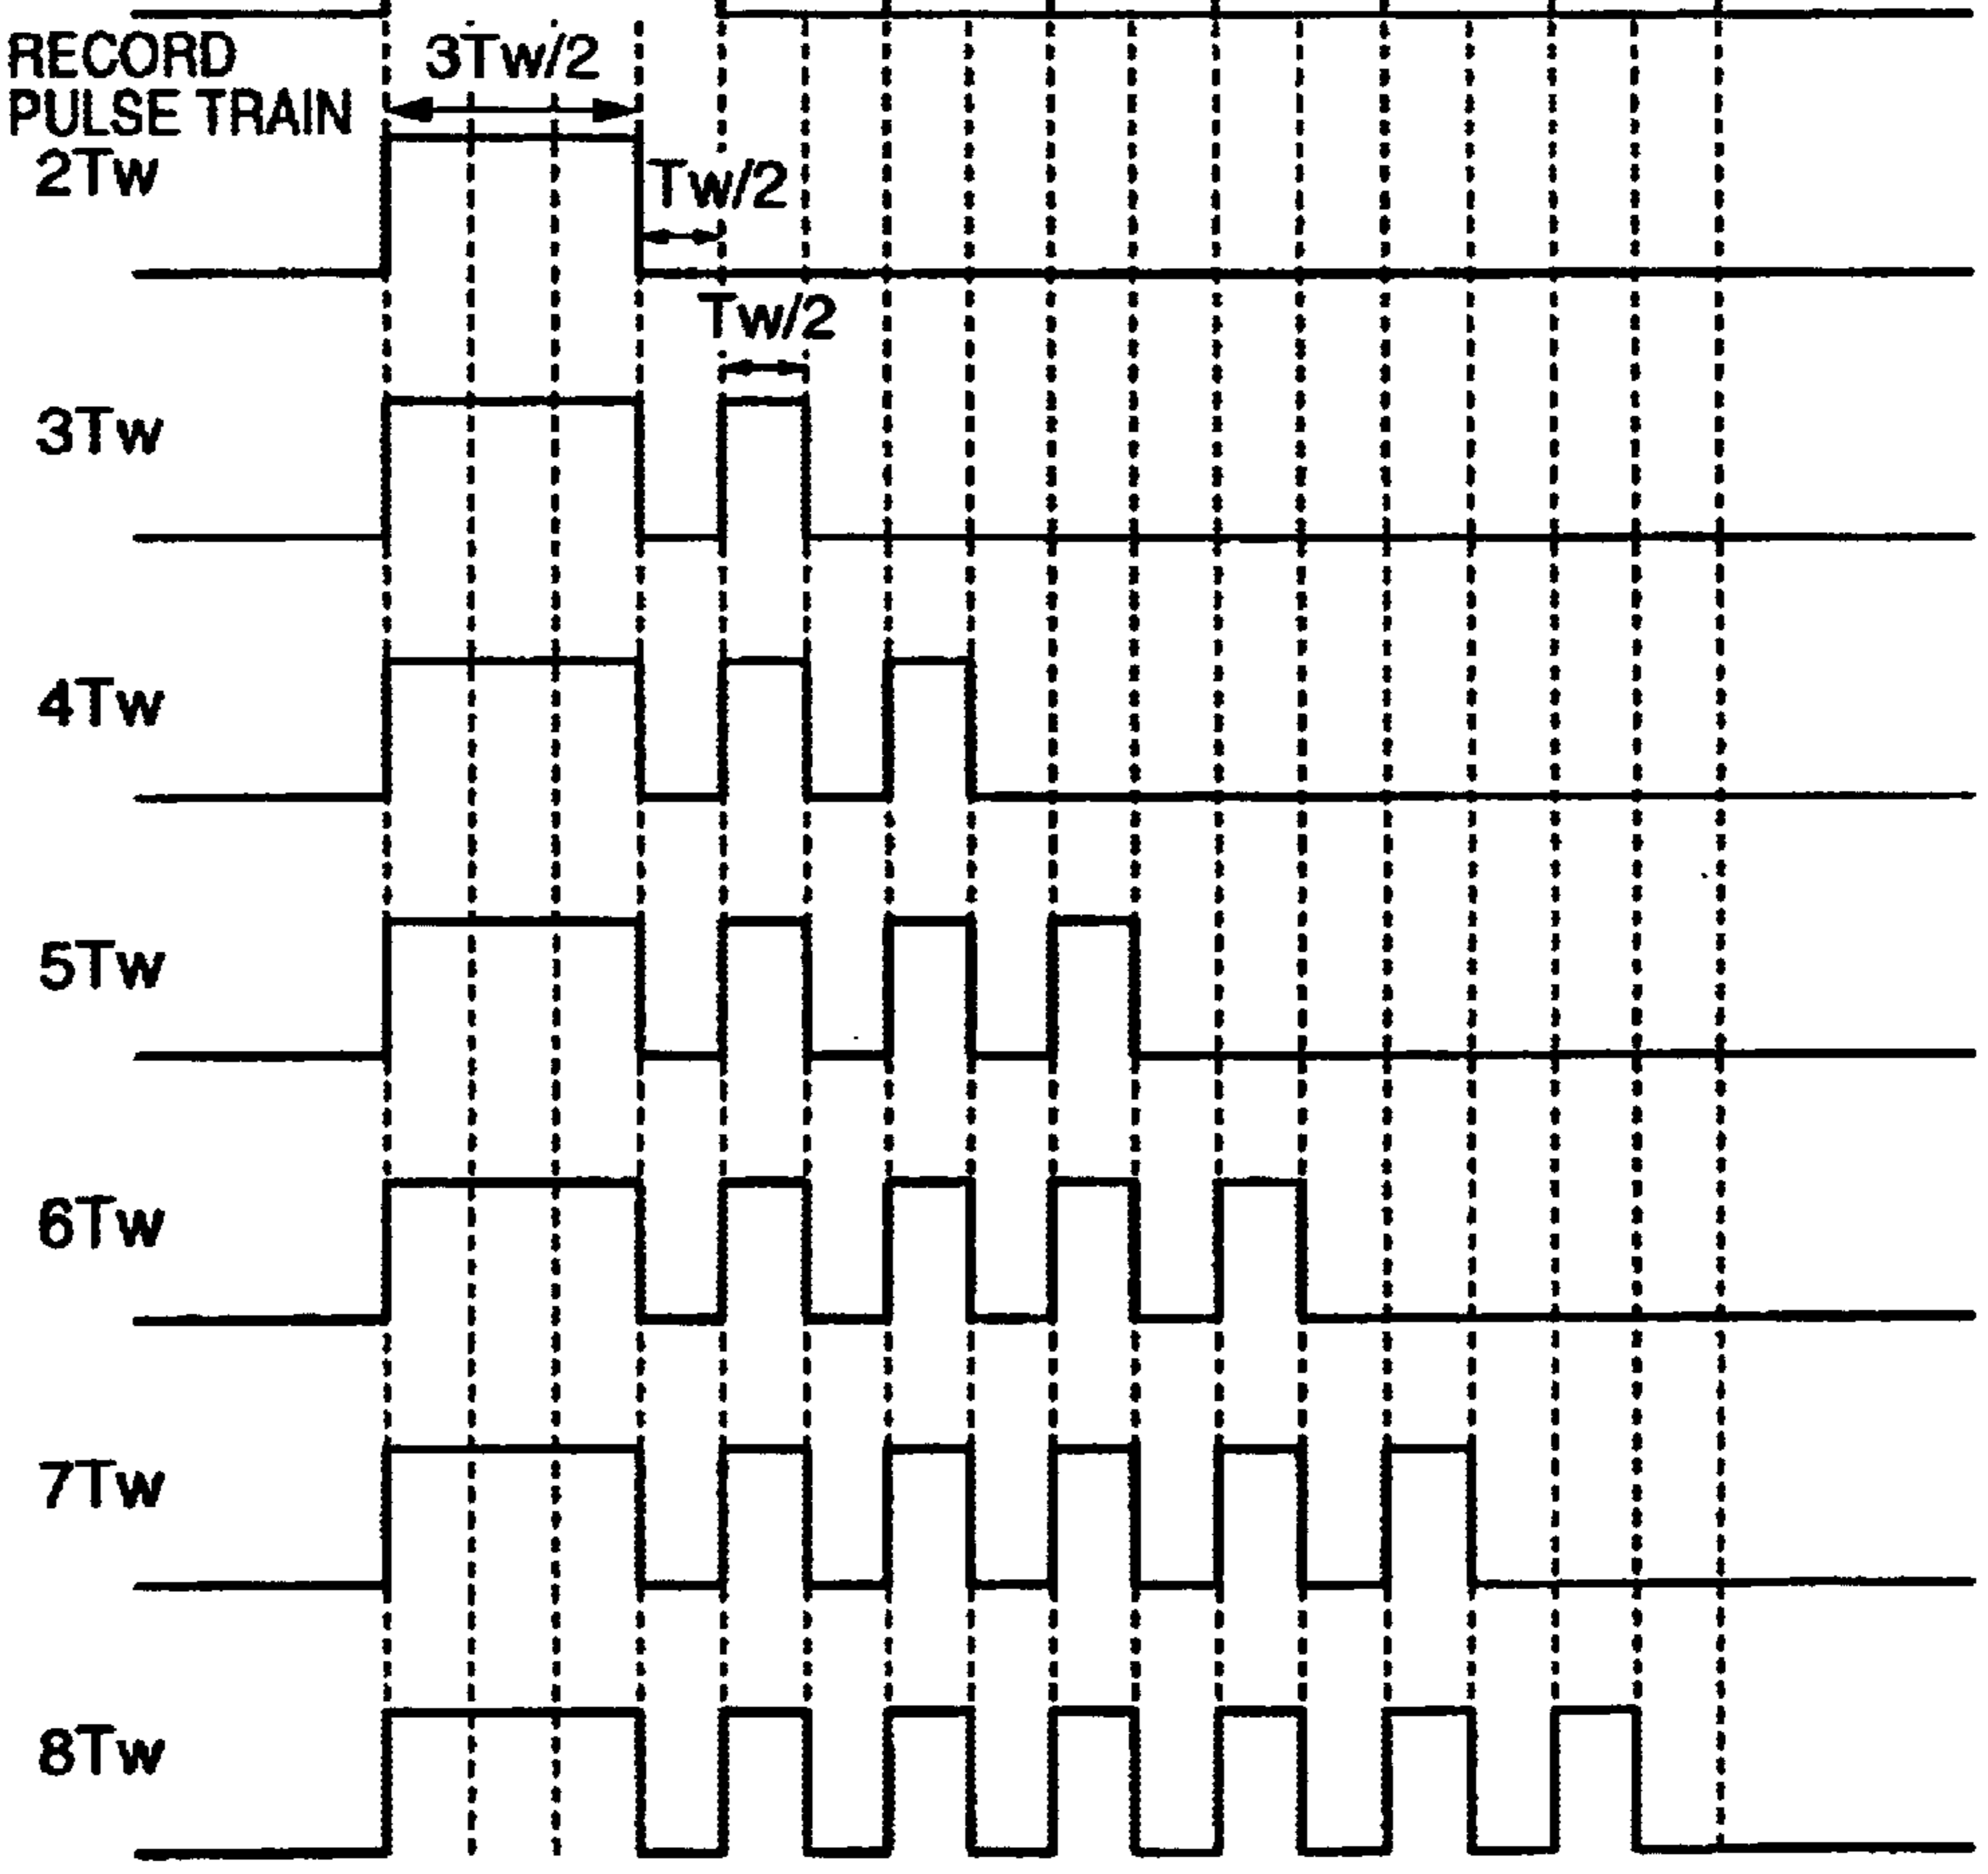 RECORD
PULSE TRAIN
3Tw/2
2Tw
Tw/2
Tw/2
3Tw
4Tw
5Tw
6Tw
7Tw
8Tw